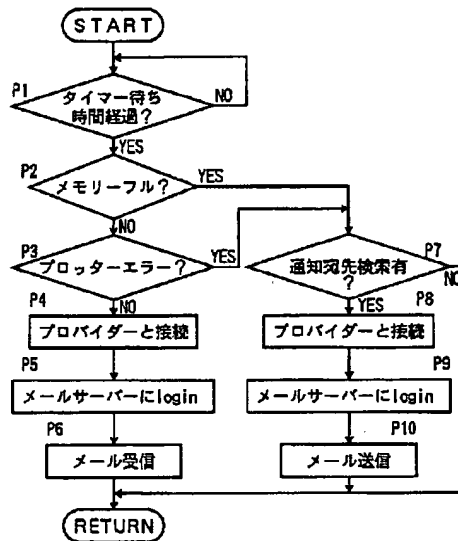 START
P1
タイマー待ち
時間経過？
NO
YES
P2
メモリーフル？
YES
NO
P3
プロッターエラー？
YES
NO
P7
通知宛先検索有
？
NO
YES
P4
プロバイダーと接続
P8
プロバイダーと接続
P5
メールサーバーにlogin
P9
メールサーバーにlogin
P6
メール受信
P10
メール送信
RETURN